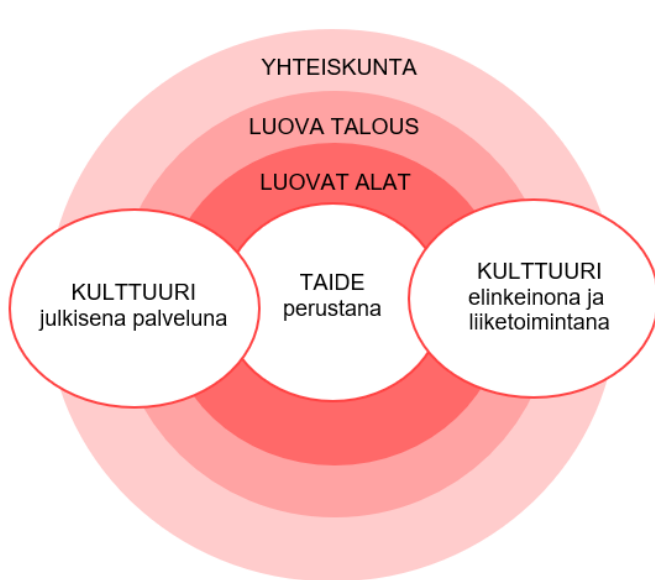 YHTEISKUNTA
LUOVA TALOUS
LUOVAT ALAT
KULTTUURI
julkisena palveluna
TAIDE
perustana
KULTTUURI
elinkeinona ja
liiketoimintana